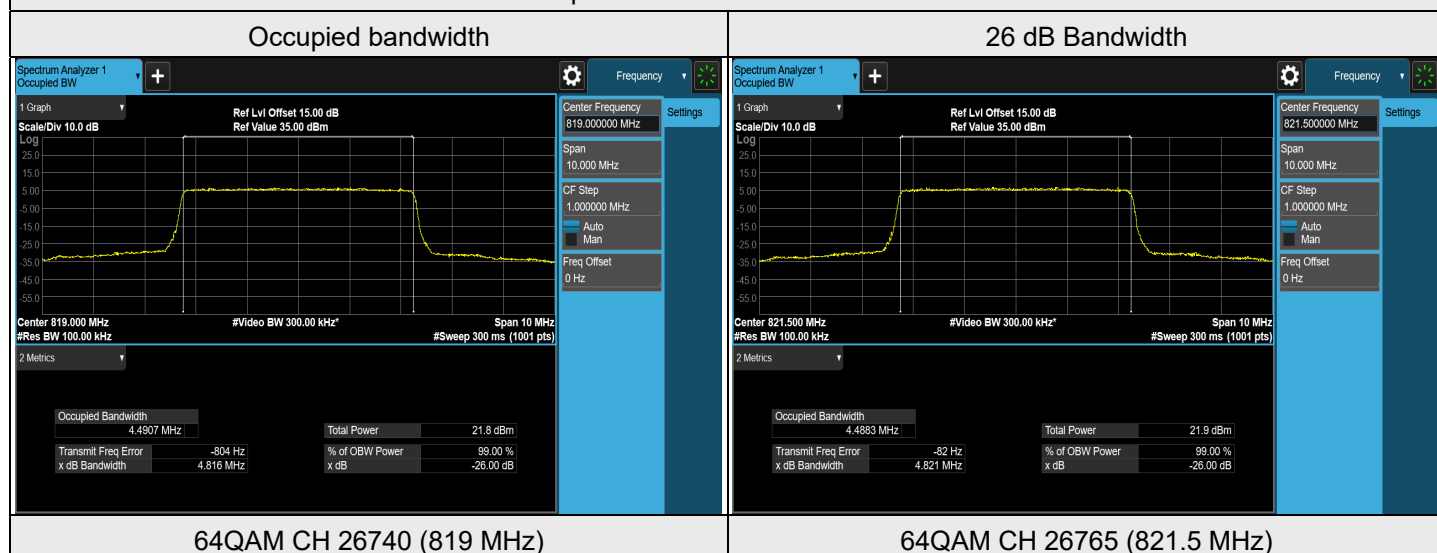 Occupied bandwidth
26 dB Bandwidth
Spectrum Analyzer 1
Occupied BW
+
Frequency
1 Graph
Scale/Div 10.0 dB
Ref Lvl Offset 15.00 dB
Ref Value 35.00 dBm
Log
25.0
15.0
5.00
-5.00
-15.0
-25.0
-35.0
-45.0
-55.0
Center 819.000 MHz
#Video BW 300.00 kHz*
Span 10 MHz
#Res BW 100.00 kHz
#Sweep 300 ms (1001 pts)
Center Frequency
819.000000 MHz
Settings
Span
10.000 MHz
CF Step
1.000000 MHz
Auto
Man
Freq Offset
0 Hz
2 Metrics
Occupied Bandwidth
4.4907 MHz
Total Power 21.8 dBm
Transmit Freq Error -804 Hz
% of OBW Power 99.00 %
x dB Bandwidth 4.816 MHz
x dB -26.00 dB
Spectrum Analyzer 1
Occupied BW
+
Frequency
1 Graph
Scale/Div 10.0 dB
Ref Lvl Offset 15.00 dB
Ref Value 35.00 dBm
Log
25.0
15.0
5.00
-5.00
-15.0
-25.0
-35.0
-45.0
-55.0
Center 821.500 MHz
#Video BW 300.00 kHz*
Span 10 MHz
#Res BW 100.00 kHz
#Sweep 300 ms (1001 pts)
Center Frequency
821.500000 MHz
Settings
Span
10.000 MHz
CF Step
1.000000 MHz
Auto
Man
Freq Offset
0 Hz
2 Metrics
Occupied Bandwidth
4.4883 MHz
Total Power 21.9 dBm
Transmit Freq Error -82 Hz
% of OBW Power 99.00 %
x dB Bandwidth 4.821 MHz
x dB -26.00 dB
64QAM CH 26740 (819 MHz)
64QAM CH 26765 (821.5 MHz)